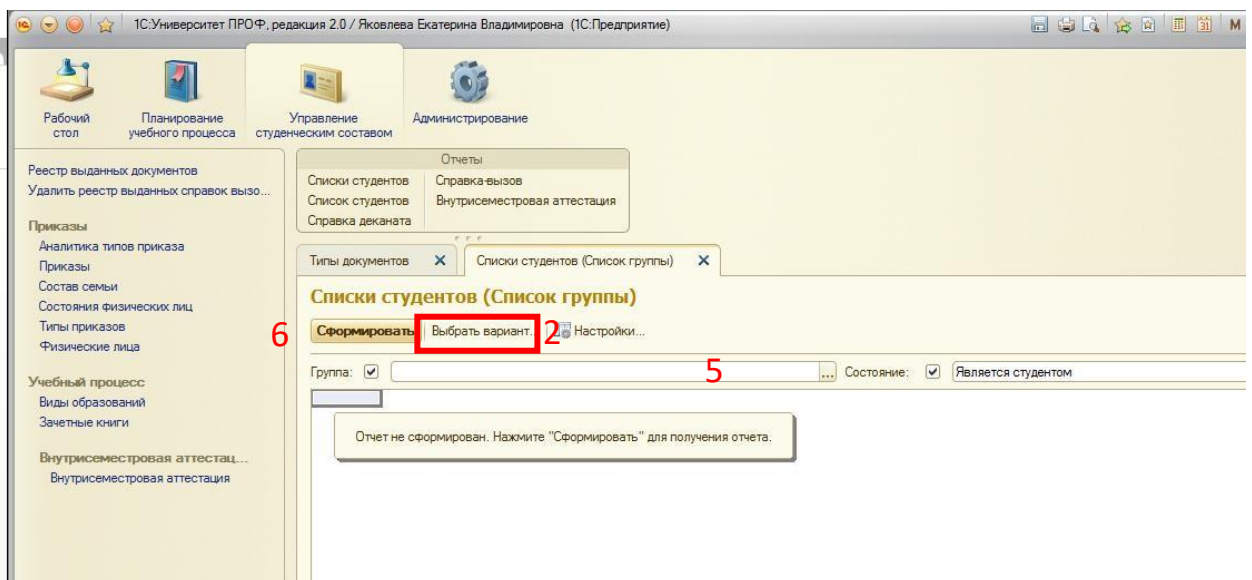 1С:Университет ПРОФ, редакция 2.0 / Яковлева Екатерина Владимировна (1С:Предприятие)
31 M
Рабочий стол
Планирование учебного процесса
Управление студенческим составом
Администрирование
Реестр выданных документов
Удалить реестр выданных справок вызо...
Приказы
Аналитика типов приказа
Приказы
Состав семьи
Состояния физических лиц
Типы приказов
Физические лица
Учебный процесс
Виды образований
Зачетные книги
Внутрисеместровая аттестац...
Внутрисеместровая аттестация
Отчеты
Списки студентов Справка-вызов
Список студентов Внутрисеместровая аттестация
Справка деканата
Типы документов Списки студентов (Список группы)
Списки студентов (Список группы)
6 Сформировать Выбрать вариант... 2 Настройки...
Группа: 5 ... Состояние: Является студентом
Отчет не сформирован. Нажмите "Сформировать" для получения отчета.